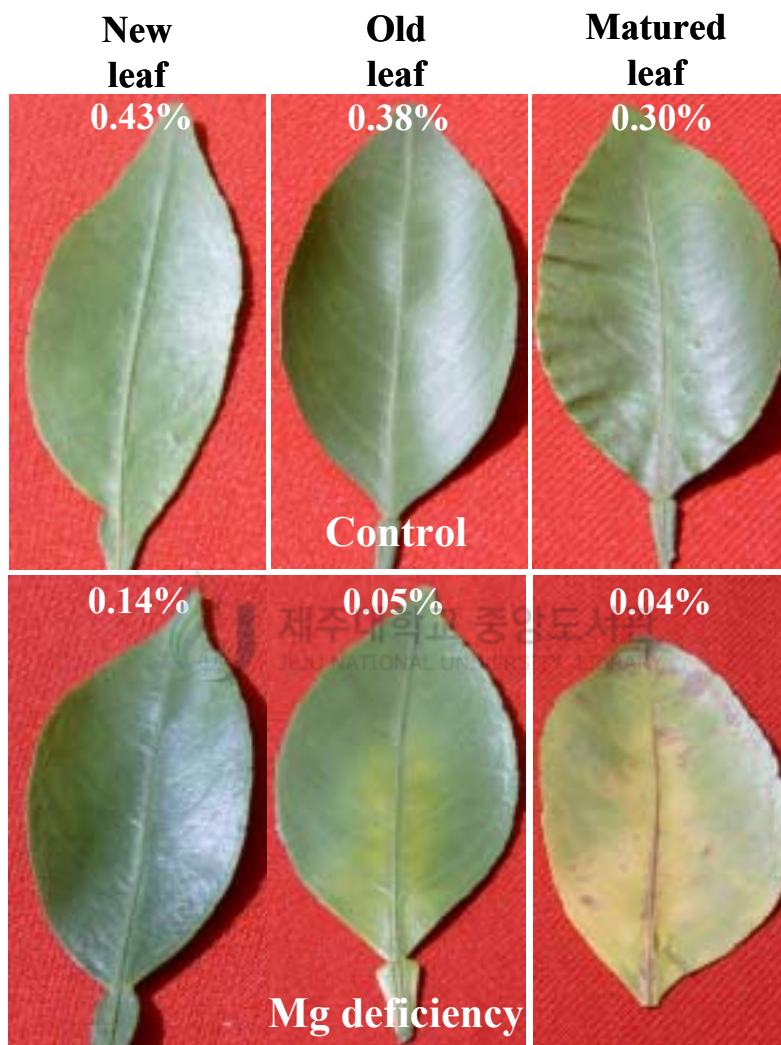 New
leaf
Old
leaf
Matured
leaf
0.43%
0.38%
0.30%
Control
0.14%
0.05%
0.04%
제주대학교 중앙도서관
JEJU NATIONAL UNIVERSITY LIBRARY
Mg deficiency